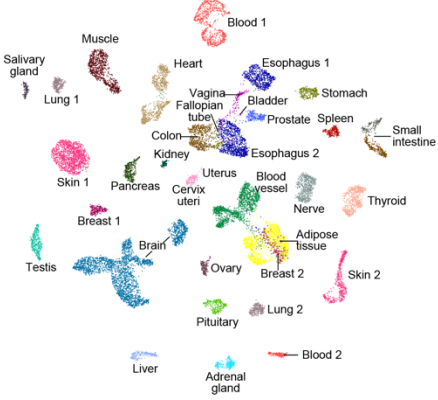 Blood 1
Muscle
Salivary
gland
Lung 1
Heart
Esophagus 1
Vagina
Bladder
Stomach
Fallopian
tube
Prostate
Spleen
Small
intestine
Colon
Esophagus 2
Kidney
Skin 1
Pancreas
Uterus
Cervix
uteri
Blood
vessel
Nerve
Thyroid
Breast 1
Testis
Brain
Adipose
tissue
Ovary
Breast 2
Skin 2
Pituitary
Lung 2
Liver
Adrenal
gland
Blood 2